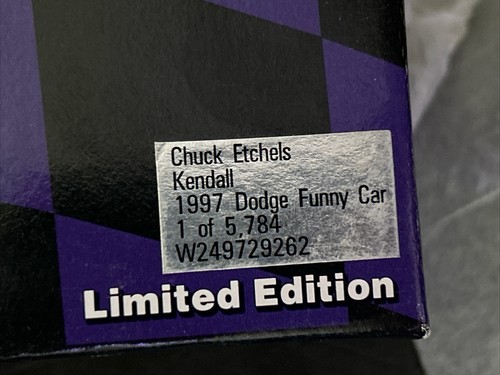 Chuck Etchels
Kendall
1997 Dodge Funny Car
1 of 5,784
W249729262
Limited Edition